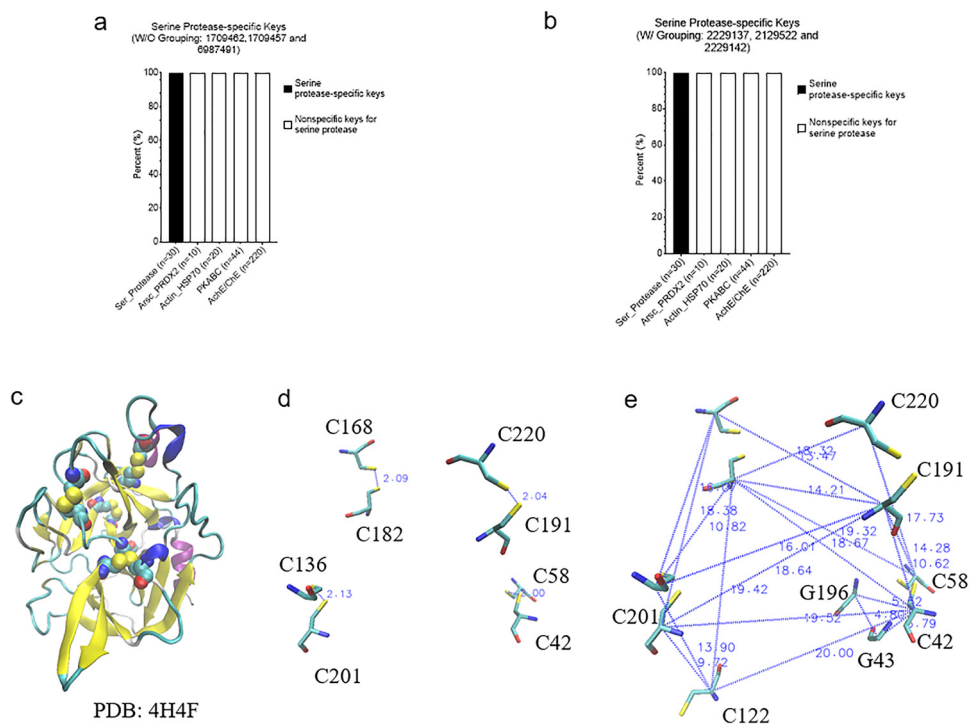 a
Serine Protease-specific Keys
(W/O Grouping: 1709462,1709457 and
6987491)
100
80
60
40
20
0
Percent (%)
Serine
protease-specific keys
Nonspecific keys for
serine protease
Ser_Protease (n=30)
Arsc_PRDX2 (n=10)
Actin_HSP70 (n=20)
PKABC (n=44)
AchE/ChE (n=220)
b
Serine Protease-specific Keys
(W/ Grouping: 2229137, 2129522 and
2229142)
100
80
60
40
20
0
Percent (%)
Serine
protease-specific keys
Nonspecific keys for
serine protease
Ser_Protease (n=30)
Arsc_PRDX2 (n=10)
Actin_HSP70 (n=20)
PKABC (n=44)
AchE/ChE (n=220)
c
PDB: 4H4F
d
C168
2.09
C182
C220
2.04
C191
C136
2.13
C201
C58
C42
e
C220
C191
14.21
17.73
18.38
10.82
19.32
18.67
16.01
18.64
14.28
10.62
19.42
G196
C58
C201
19.52
C42
G43
13.90
9.72
20.00
C122